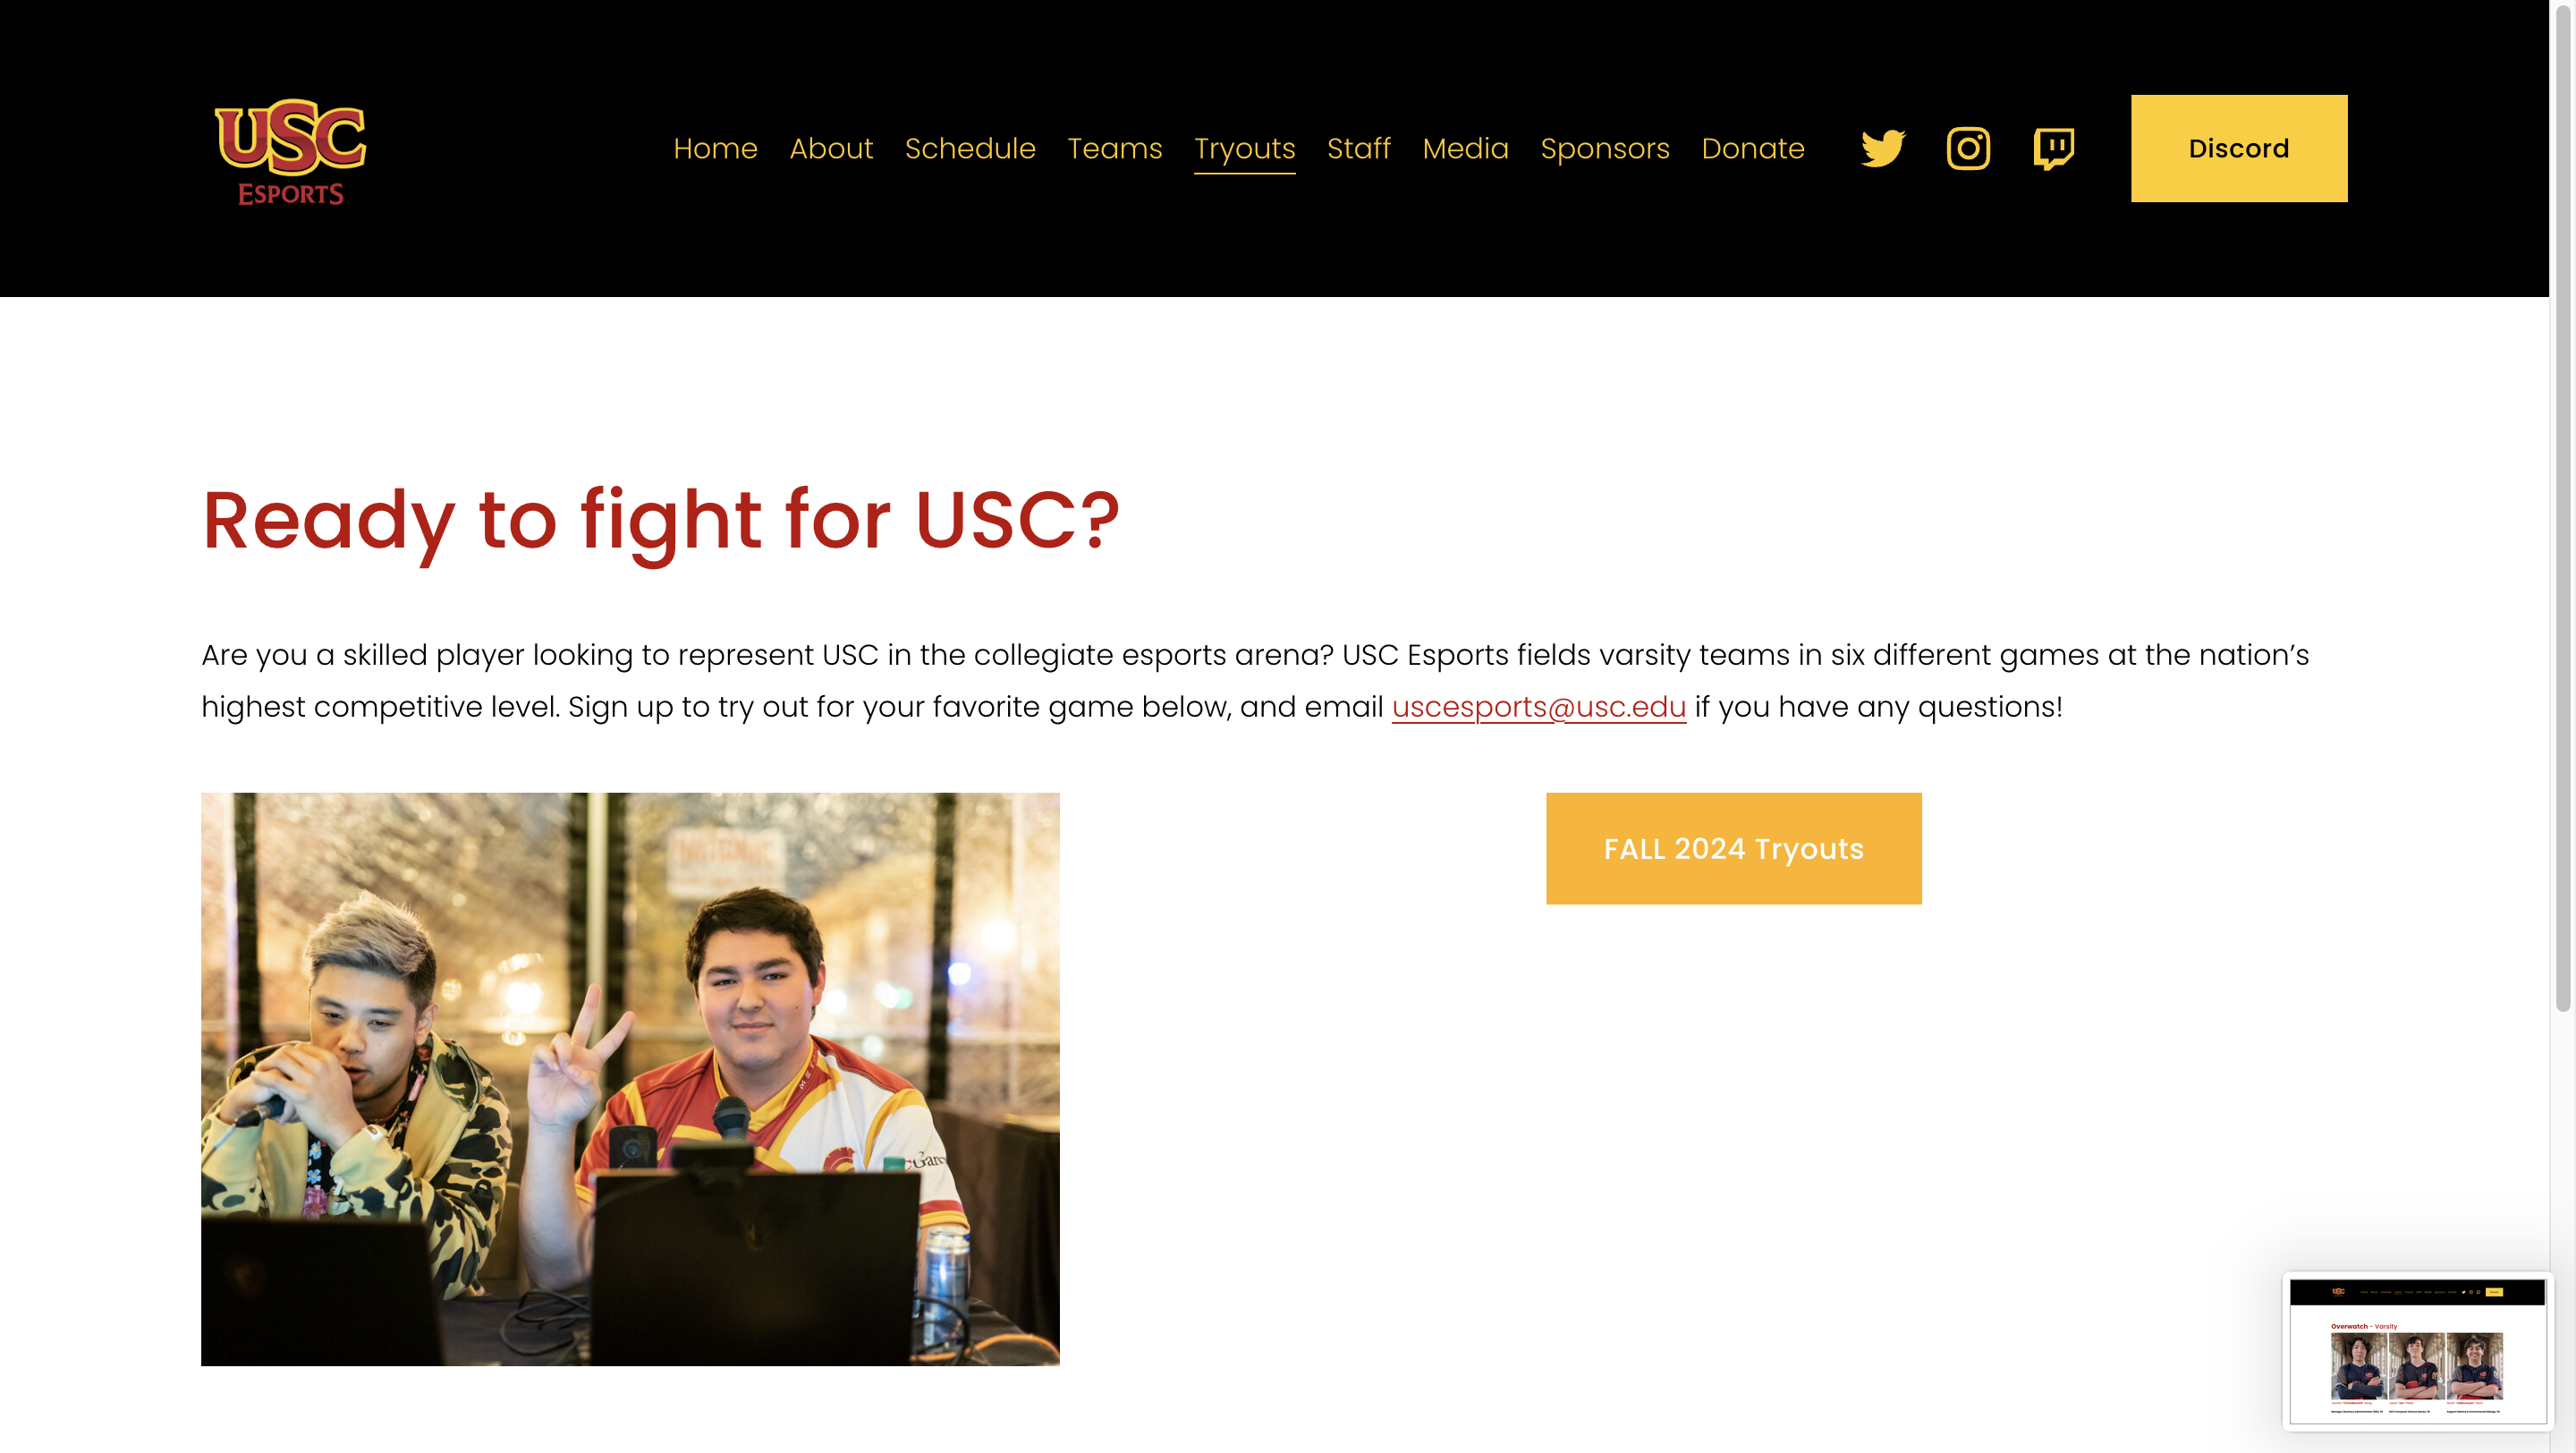 USC
ESPORTS
Home About Schedule Teams Tryouts Staff Media Sponsors Donate Discord
Ready to fight for USC?
Are you a skilled player looking to represent USC in the collegiate esports arena? USC Esports fields varsity teams in six different games at the nation’s
highest competitive level. Sign up to try out for your favorite game below, and email uscesports@usc.edu if you have any questions!
FALL 2024 Tryouts
Overwatch - Varsity